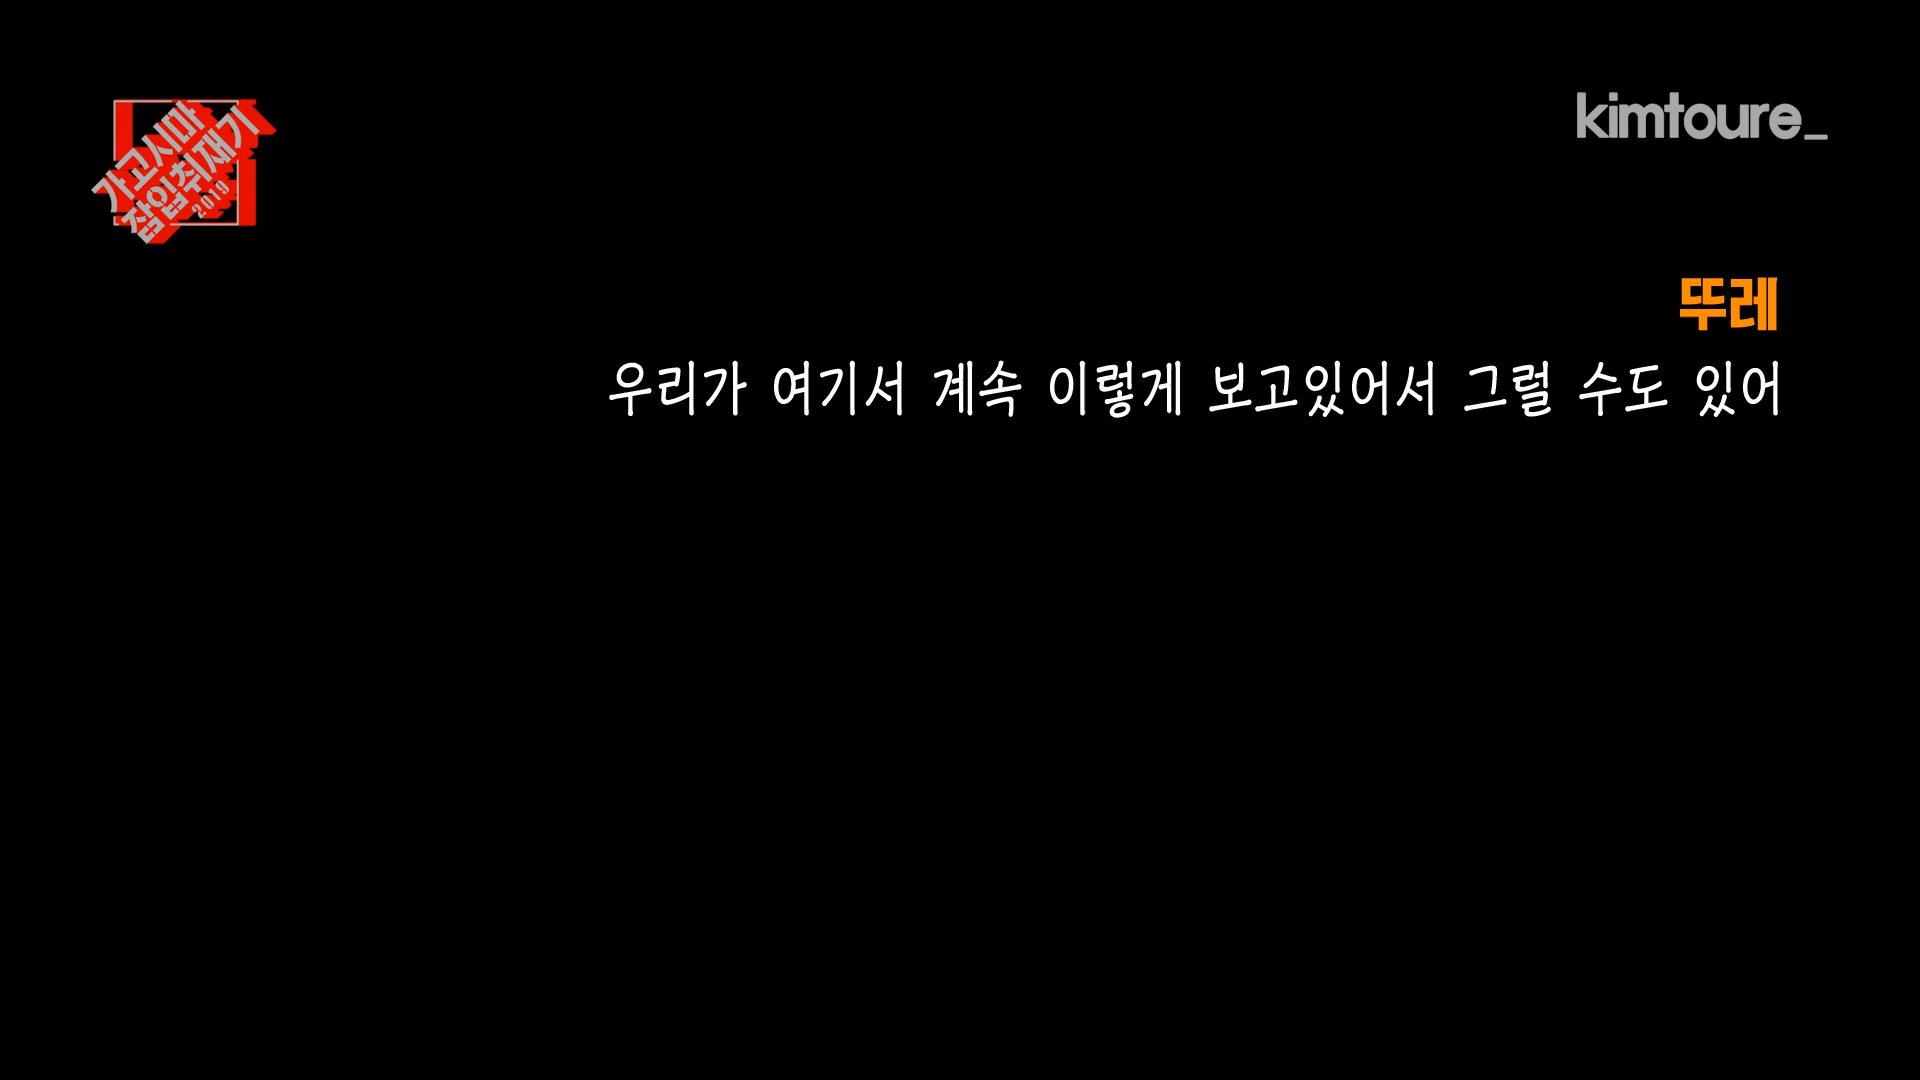 가고시마
잠입취재기
2019
kimtoure_
뚜레
우리가 여기서 계속 이렇게 보고있어서 그럴 수도 있어